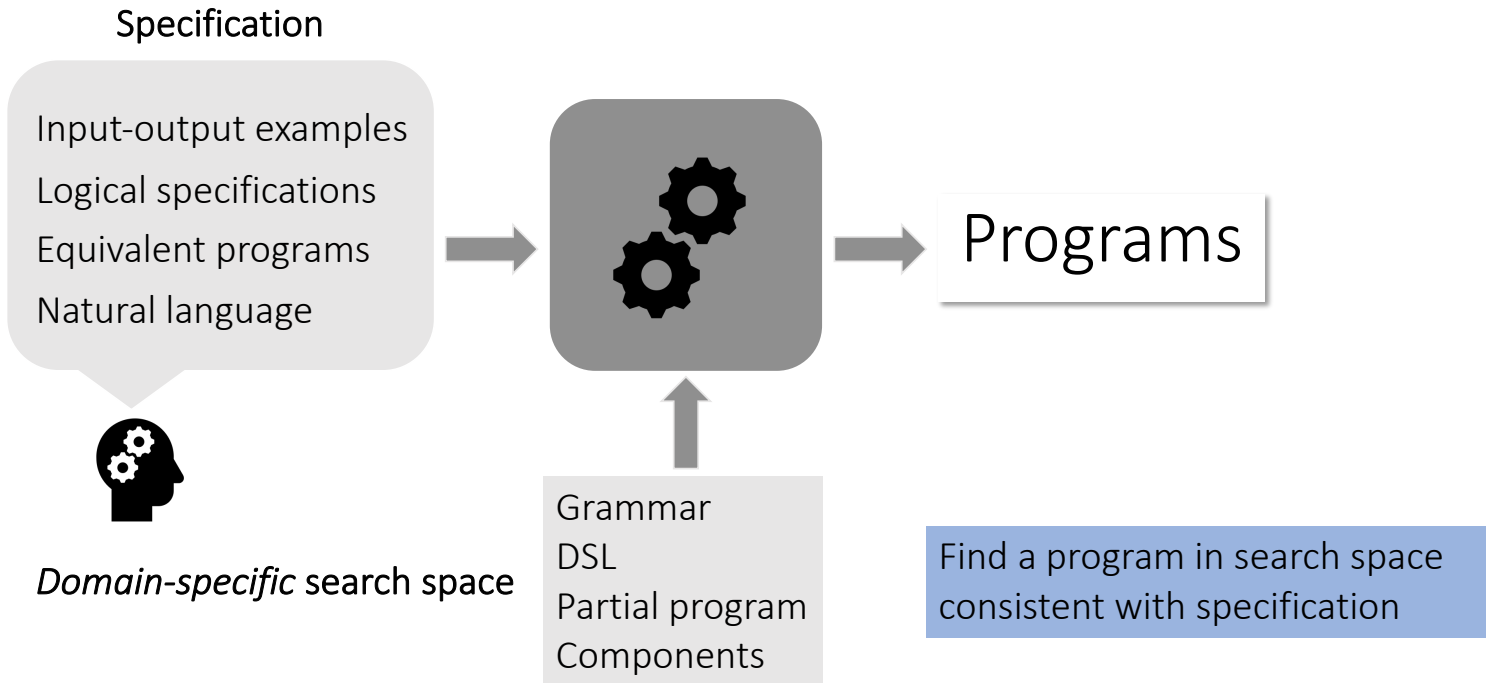 Specification
Input-output examples
Logical specifications
Equivalent programs
Natural language
Programs
Domain-specific search space
Grammar
DSL
Partial program
Components
Find a program in search space
consistent with specification